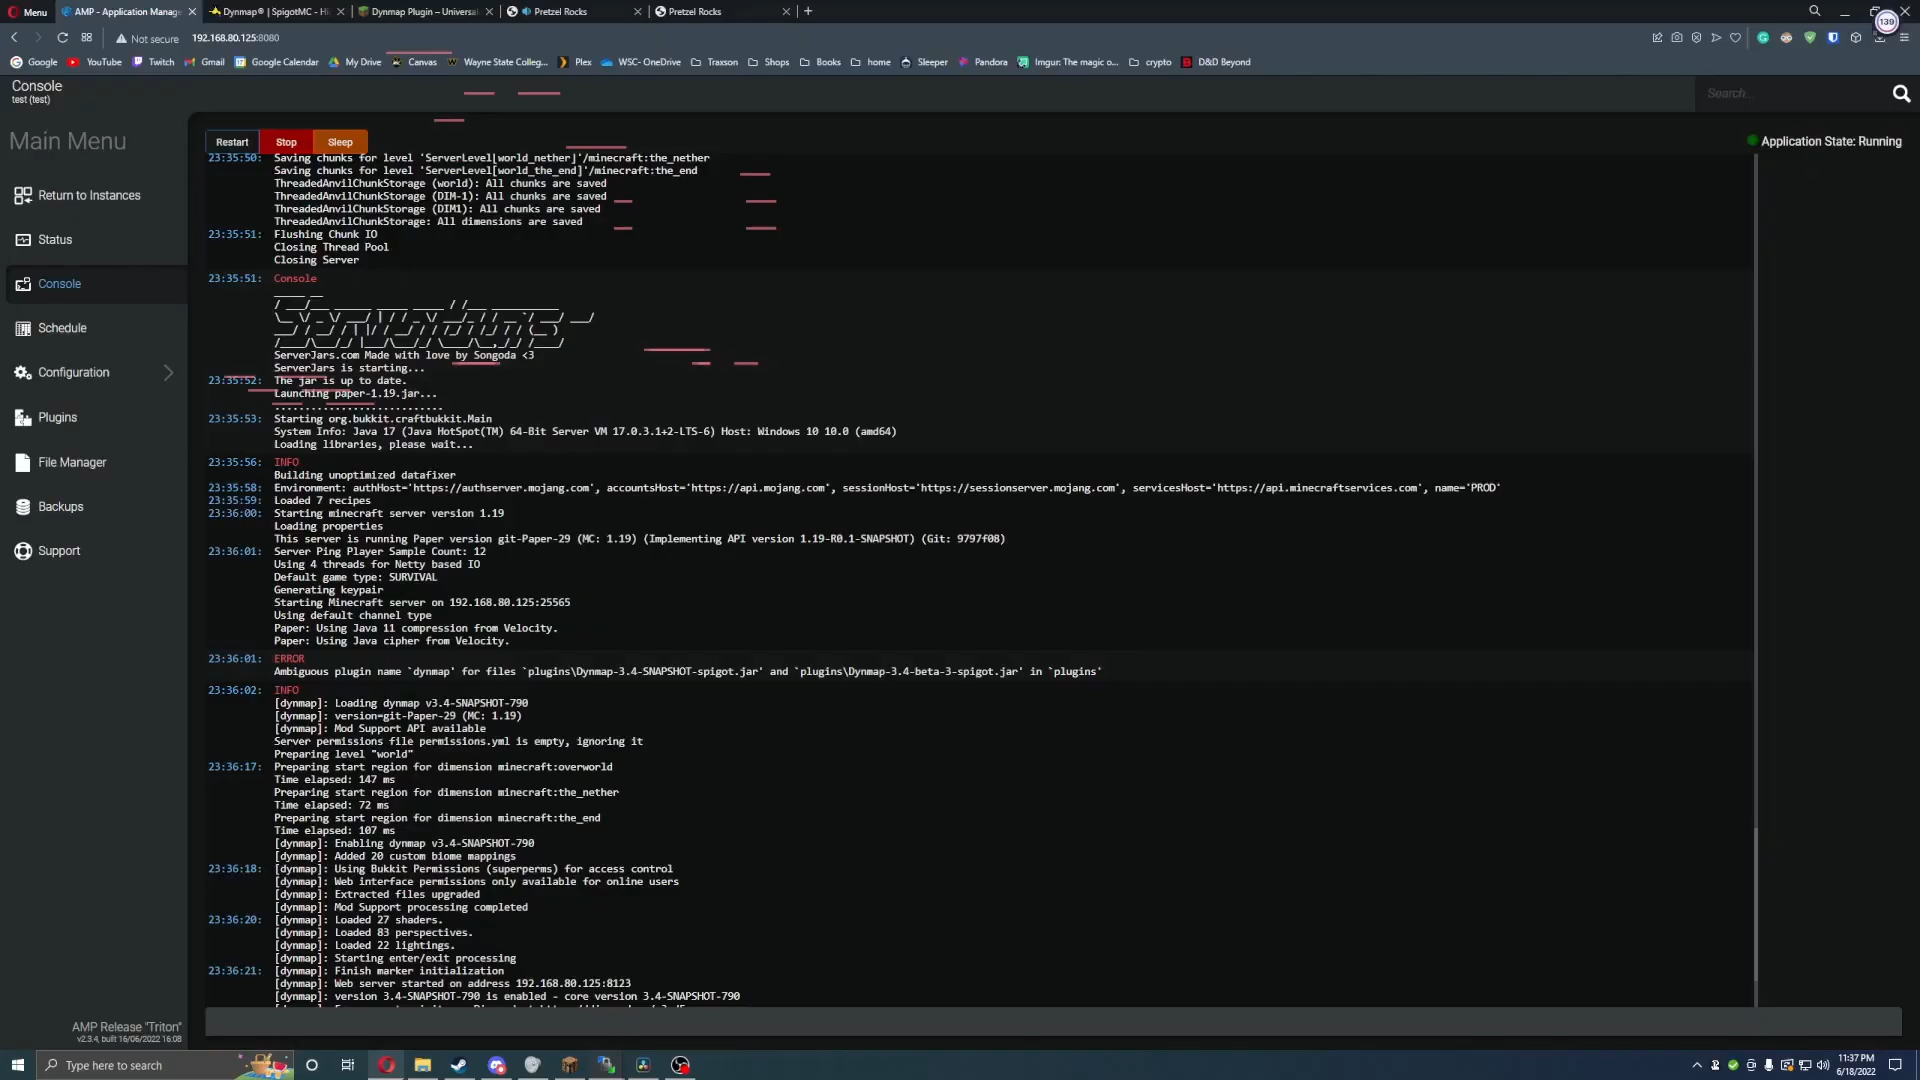 Menu
AMP - Application Manag
Dynmap® | SpigotMC - Hi
Dynmap Plugin – Universal
Pretzel Rocks
Pretzel Rocks
139
Not secure
192.168.80.125:8080
Google
YouTube
Twitch
Gmail
Google Calendar
My Drive
Canvas
Wayne State Colleg...
Plex
WSC- OneDrive
Traxson
Shops
Books
home
Sleeper
Pandora
Imgur: The magic o...
crypto
D&D Beyond
Console
test (test)
Search...
Main Menu
Return to Instances
Status
Console
Schedule
Configuration
Plugins
File Manager
Backups
Support
Restart
Stop
Sleep
Application State: Running
23:35:50: Saving chunks for level 'ServerLevel[world_nether]'/minecraft:the_nether
Saving chunks for level 'ServerLevel[world_the_end]'/minecraft:the_end
ThreadedAnvilChunkStorage (world): All chunks are saved
ThreadedAnvilChunkStorage (DIM-1): All chunks are saved
ThreadedAnvilChunkStorage (DIM1): All chunks are saved
ThreadedAnvilChunkStorage: All dimensions are saved
23:35:51: Flushing Chunk IO
Closing Thread Pool
Closing Server
23:35:51: Console
ServerJars.com Made with love by Songoda <3
ServerJars is starting...
23:35:52: The jar is up to date.
Launching paper-1.19.jar...
............................
23:35:53: Starting org.bukkit.craftbukkit.Main
System Info: Java 17 (Java HotSpot(TM) 64-Bit Server VM 17.0.3.1+2-LTS-6) Host: Windows 10 10.0 (amd64)
Loading libraries, please wait...
23:35:56: INFO
Building unoptimized datafixer
23:35:58: Environment: authHost='https://authserver.mojang.com', accountsHost='https://api.mojang.com', sessionHost='https://sessionserver.mojang.com', servicesHost='https://api.minecraftservices.com', name='PROD'
23:35:59: Loaded 7 recipes
23:36:00: Starting minecraft server version 1.19
Loading properties
This server is running Paper version git-Paper-29 (MC: 1.19) (Implementing API version 1.19-R0.1-SNAPSHOT) (Git: 9797f08)
23:36:01: Server Ping Player Sample Count: 12
Using 4 threads for Netty based IO
Default game type: SURVIVAL
Generating keypair
Starting Minecraft server on 192.168.80.125:25565
Using default channel type
Paper: Using Java 11 compression from Velocity.
Paper: Using Java cipher from Velocity.
23:36:01: ERROR
Ambiguous plugin name `dynmap' for files `plugins\Dynmap-3.4-SNAPSHOT-spigot.jar' and `plugins\Dynmap-3.4-beta-3-spigot.jar' in `plugins'
23:36:02: INFO
[dynmap]: Loading dynmap v3.4-SNAPSHOT-790
[dynmap]: version=git-Paper-29 (MC: 1.19)
[dynmap]: Mod Support API available
Server permissions file permissions.yml is empty, ignoring it
Preparing level "world"
23:36:17: Preparing start region for dimension minecraft:overworld
Time elapsed: 147 ms
Preparing start region for dimension minecraft:the_nether
Time elapsed: 72 ms
Preparing start region for dimension minecraft:the_end
Time elapsed: 107 ms
[dynmap]: Enabling dynmap v3.4-SNAPSHOT-790
[dynmap]: Added 20 custom biome mappings
23:36:18: [dynmap]: Using Bukkit Permissions (superperms) for access control
[dynmap]: Web interface permissions only available for online users
[dynmap]: Extracted files upgraded
[dynmap]: Mod Support processing completed
23:36:20: [dynmap]: Loaded 27 shaders.
[dynmap]: Loaded 83 perspectives.
[dynmap]: Loaded 22 lightings.
[dynmap]: Starting enter/exit processing
23:36:21: [dynmap]: Finish marker initialization
[dynmap]: Web server started on address 192.168.80.125:8123
[dynmap]: version 3.4-SNAPSHOT-790 is enabled - core version 3.4-SNAPSHOT-790
AMP Release "Triton"
v2.3.4, built 16/06/2022 16:08
Type here to search
11:37 PM
6/18/2022